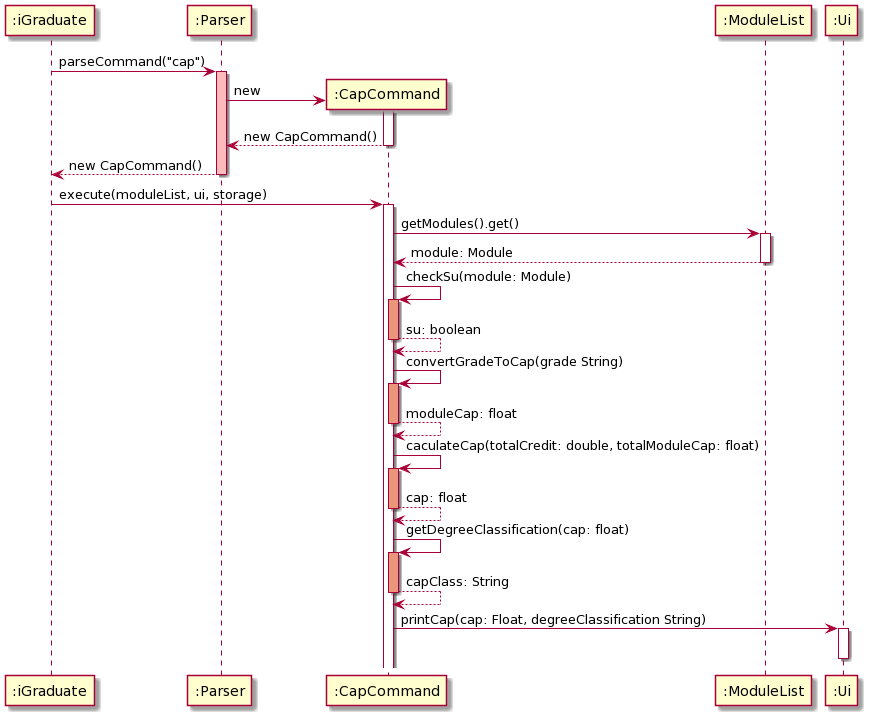 :iGraduate
:Parser
:ModuleList
:Ui
parseCommand("cap")
new
:CapCommand
new CapCommand()
new CapCommand()
execute(moduleList, ui, storage)
getModules().get()
module: Module
checkSu(module: Module)
su: boolean
convertGradeToCap(grade String)
moduleCap: float
caculateCap(totalCredit: double, totalModuleCap: float)
cap: float
getDegreeClassification(cap: float)
capClass: String
printCap(cap: Float, degreeClassification String)
:iGraduate
:Parser
:CapCommand
:ModuleList
:Ui